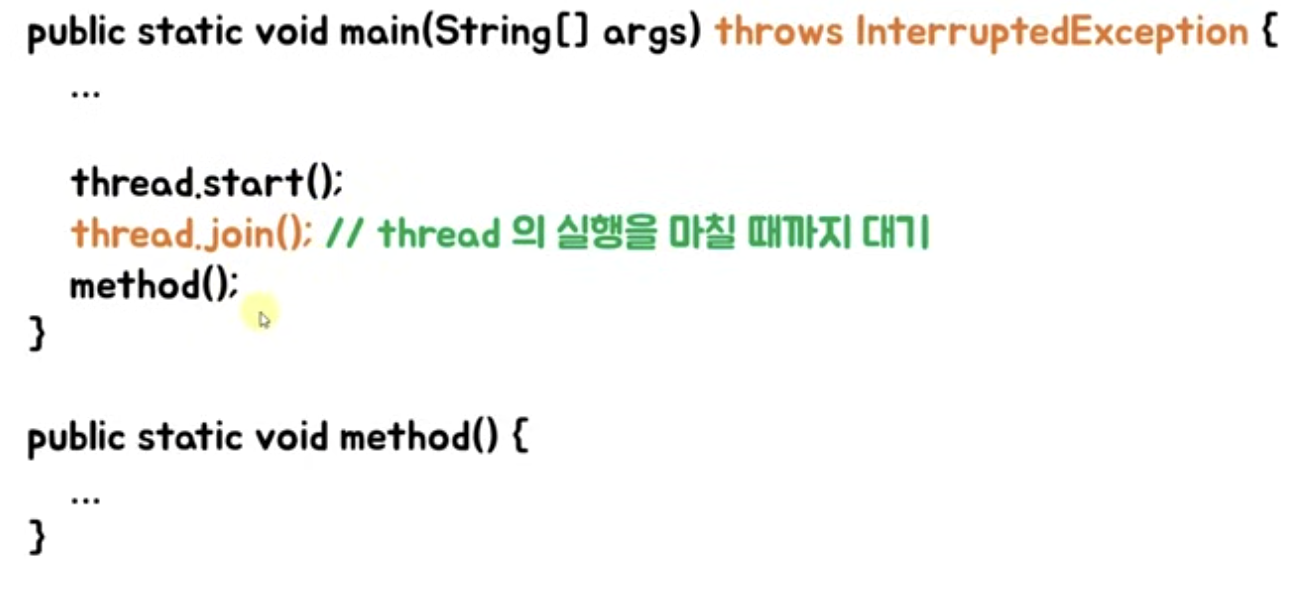 public static void main(String[] args) throws InterruptedException {
...
thread.start();
thread.join(); // thread 의 실행을 마칠 때까지 대기
method();
}
public static void method() {
...
}